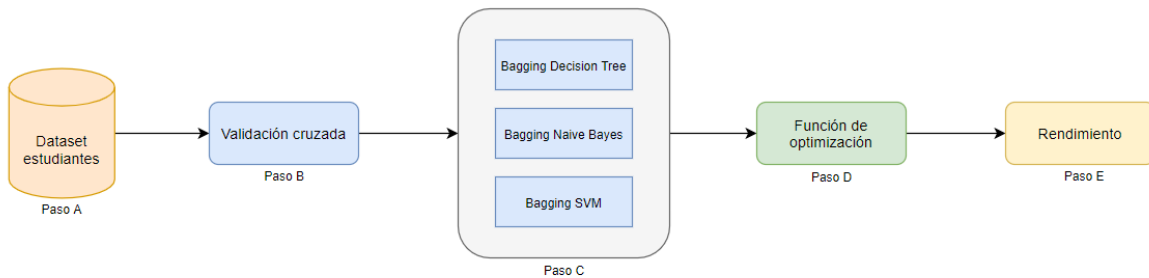 Dataset
estudiantes
Paso A
Validación cruzada
Paso B
Bagging Decision Tree
Bagging Naive Bayes
Bagging SVM
Paso C
Función de
optimización
Paso D
Rendimiento
Paso E